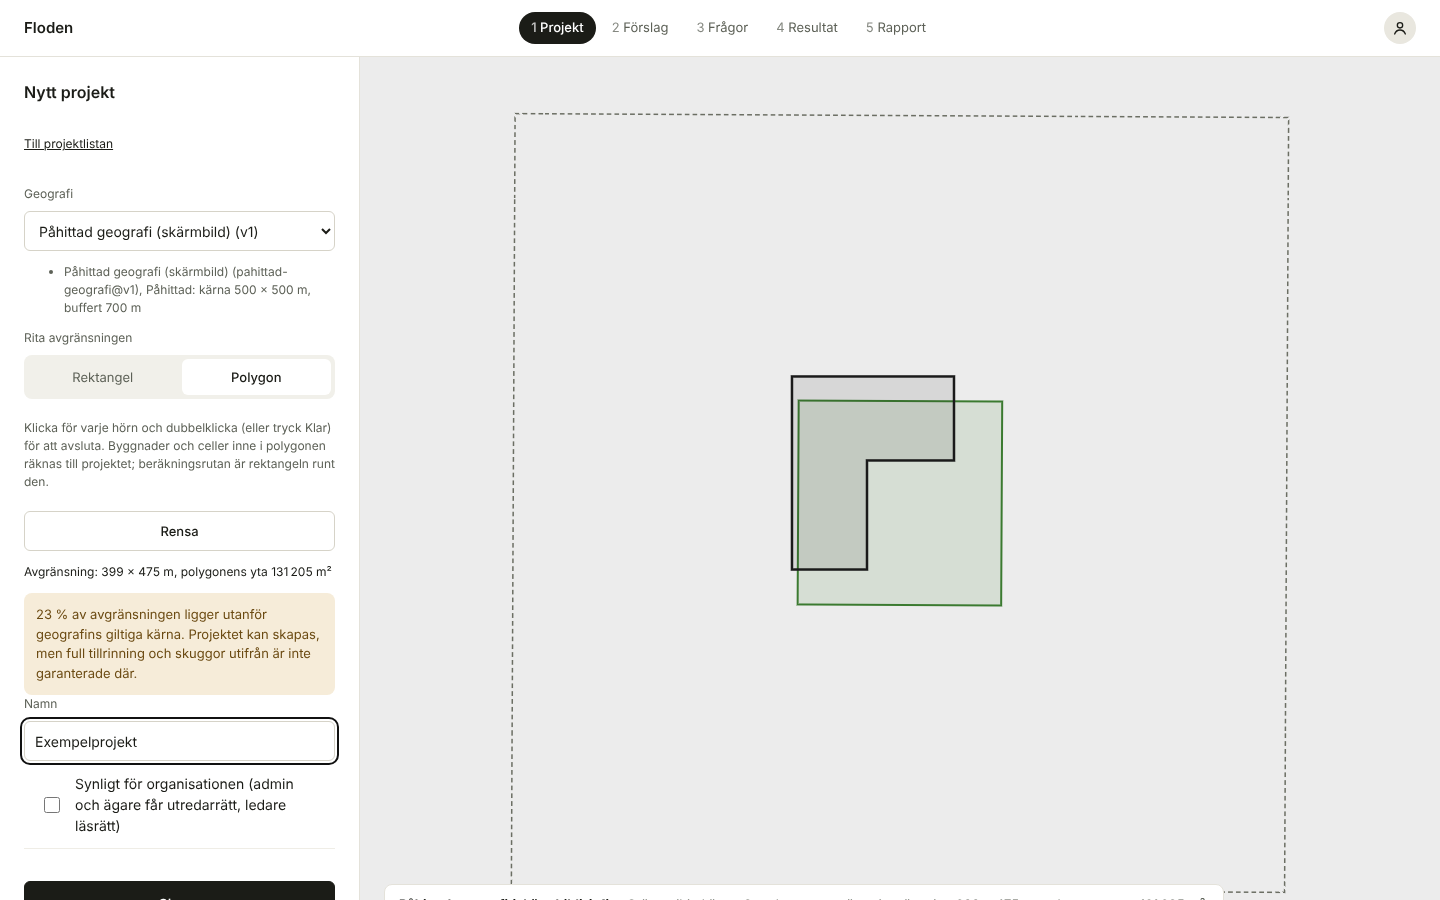 Floden
1 Projekt
2 Förslag
3 Frågor
4 Resultat
5 Rapport
Nytt projekt
Till projektlistan
Geografi
Påhittad geografi (skärmbild) (v1)
• Påhittad geografi (skärmbild) (pahittad-
geografi@v1), Påhittad: kärna 500 × 500 m,
buffert 700 m
Rita avgränsningen
Rektangel
Polygon
Klicka för varje hörn och dubbelklicka (eller tryck Klar)
för att avsluta. Byggnader och celler inne i polygonen
räknas till projektet; beräkningsrutan är rektangeln runt
den.
Rensa
Avgränsning: 399 × 475 m, polygonens yta 131 205 m²
23 % av avgränsningen ligger utanför
geografins giltiga kärna. Projektet kan skapas,
men full tillrinning och skuggor utifrån är inte
garanterade där.
Namn
Exempelprojekt
Synligt för organisationen (admin
och ägare får utredarrätt, ledare
läsrätt)